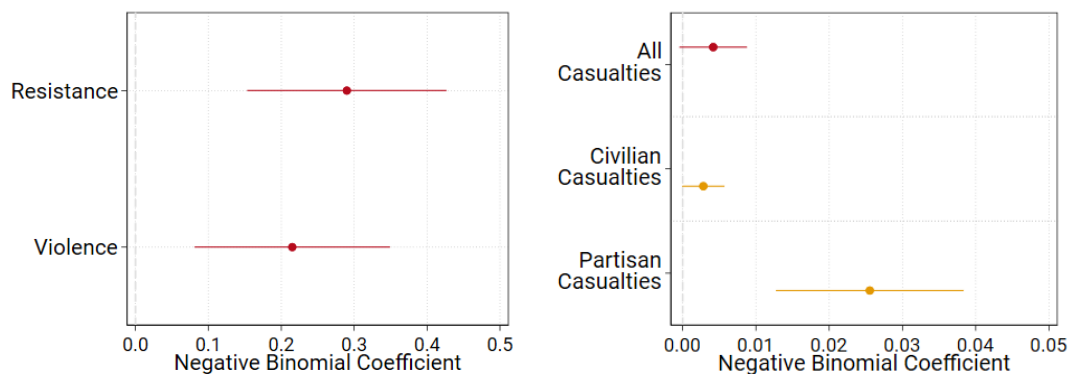 Resistance
Violence
0.0 0.1 0.2 0.3 0.4 0.5
Negative Binomial Coefficient
All
Casualties
Civilian
Casualties
Partisan
Casualties
0.00 0.01 0.02 0.03 0.04 0.05
Negative Binomial Coefficient